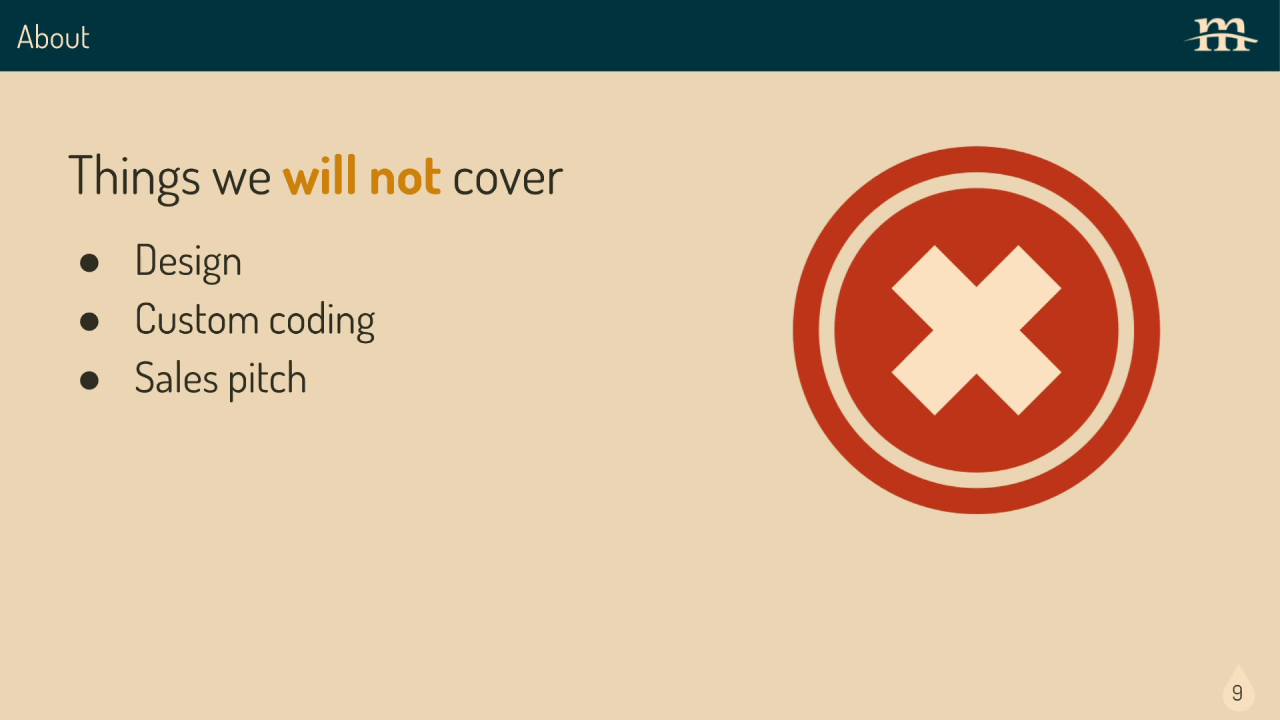 About
m
Things we will not cover
● Design
● Custom coding
● Sales pitch
9